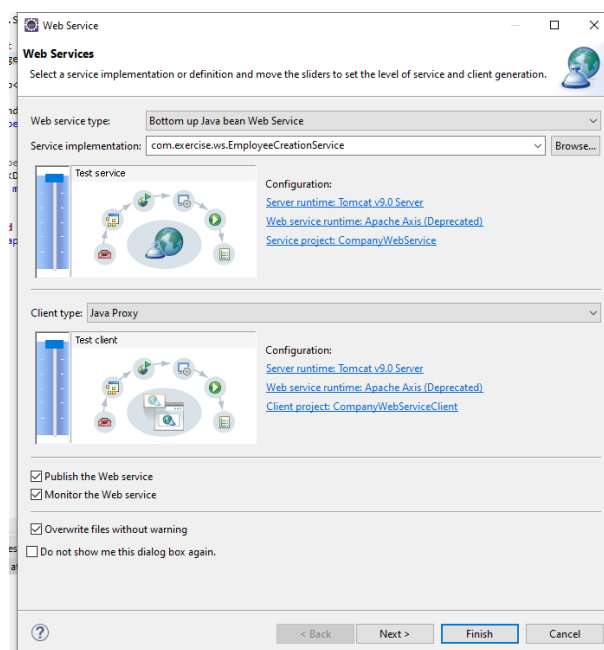 Web Service
Web Services
Select a service implementation or definition and move the sliders to set the level of service and client generation.
Web service type: Bottom up Java bean Web Service
Service implementation: com.exercise.ws.EmployeeCreationService Browse...
Test service
Configuration:
Server runtime: Tomcat v9.0 Server
Web service runtime: Apache Axis (Deprecated)
Service project: CompanyWebService
Client type: Java Proxy
Test client
Configuration:
Server runtime: Tomcat v9.0 Server
Web service runtime: Apache Axis (Deprecated)
Client project: CompanyWebServiceClient
Publish the Web service
Monitor the Web service
Overwrite files without warning
Do not show me this dialog box again.
? < Back Next > Finish Cancel